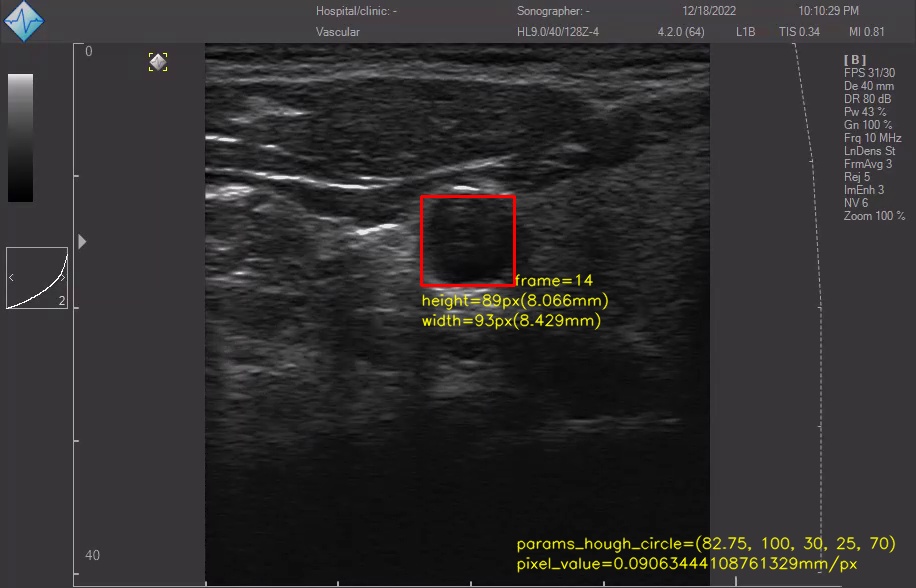 Hospital/clinic: - Sonographer: - 12/18/2022 10:10:29 PM
Vascular HL9.0/40/128Z-4 4.2.0 (64) L1B TIS 0.34 MI 0.81
0
[ B ]
FPS 31/30
De 40 mm
DR 80 dB
Pw 43 %
Gn 100 %
Frq 10 MHz
LnDens St
FrmAvg 3
Rej 5
ImEnh 3
NV 6
Zoom 100 %
2
frame=14
height=89px(8.066mm)
width=93px(8.429mm)
40
params_hough_circle=(82.75, 100, 30, 25, 70)
pixel_value=0.09063444108761329mm/px